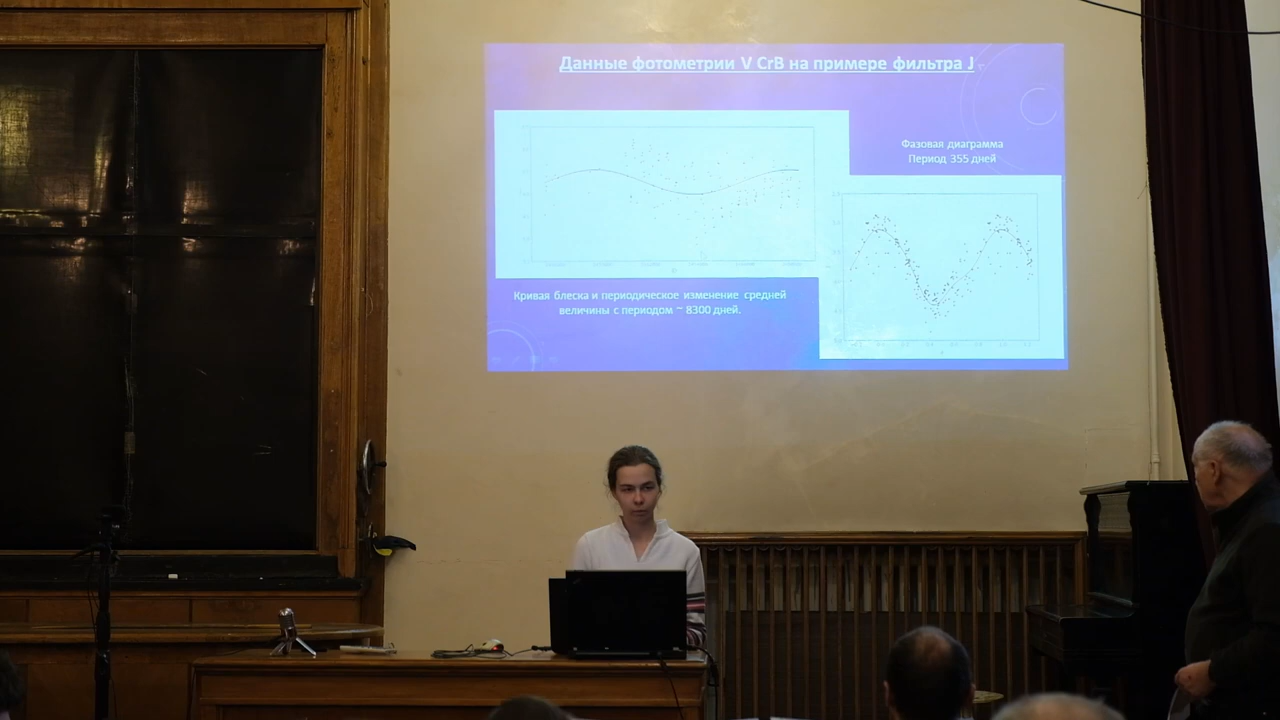 Данные фотометрии V CrB на примере фильтра J
Фазовая диаграмма
Период 355 дней
Кривая блеска и периодическое изменение средней
величины с периодом ~ 8300 дней.